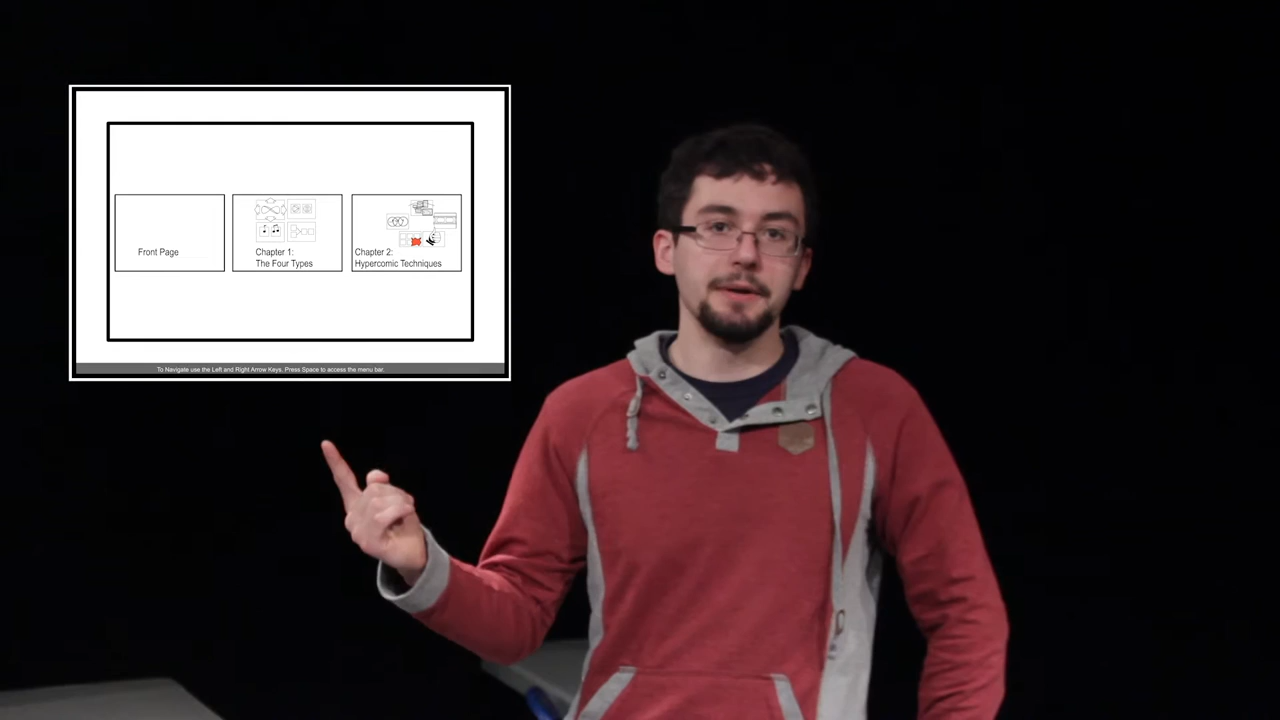 Front Page
Chapter 1:
The Four Types
Chapter 2:
Hypercomic Techniques
To Navigate use the Left and Right Arrow Keys. Press Space to access the menu bar.